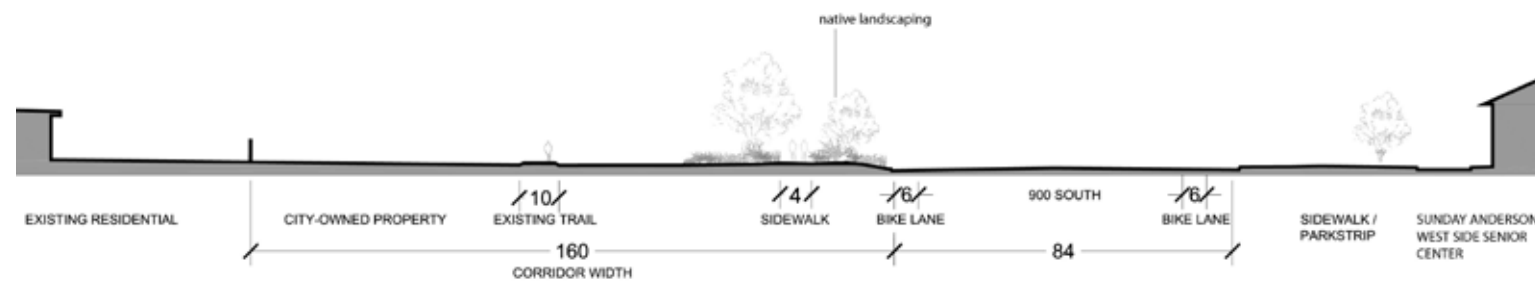 native landscaping
10
4
6
900 SOUTH
6
EXISTING RESIDENTIAL
CITY-OWNED PROPERTY
EXISTING TRAIL
SIDEWALK
BIKE LANE
BIKE LANE
SIDEWALK /
PARKSTRIP
SUNDAY ANDERSON
WEST SIDE SENIOR
CENTER
160
84
CORRIDOR WIDTH